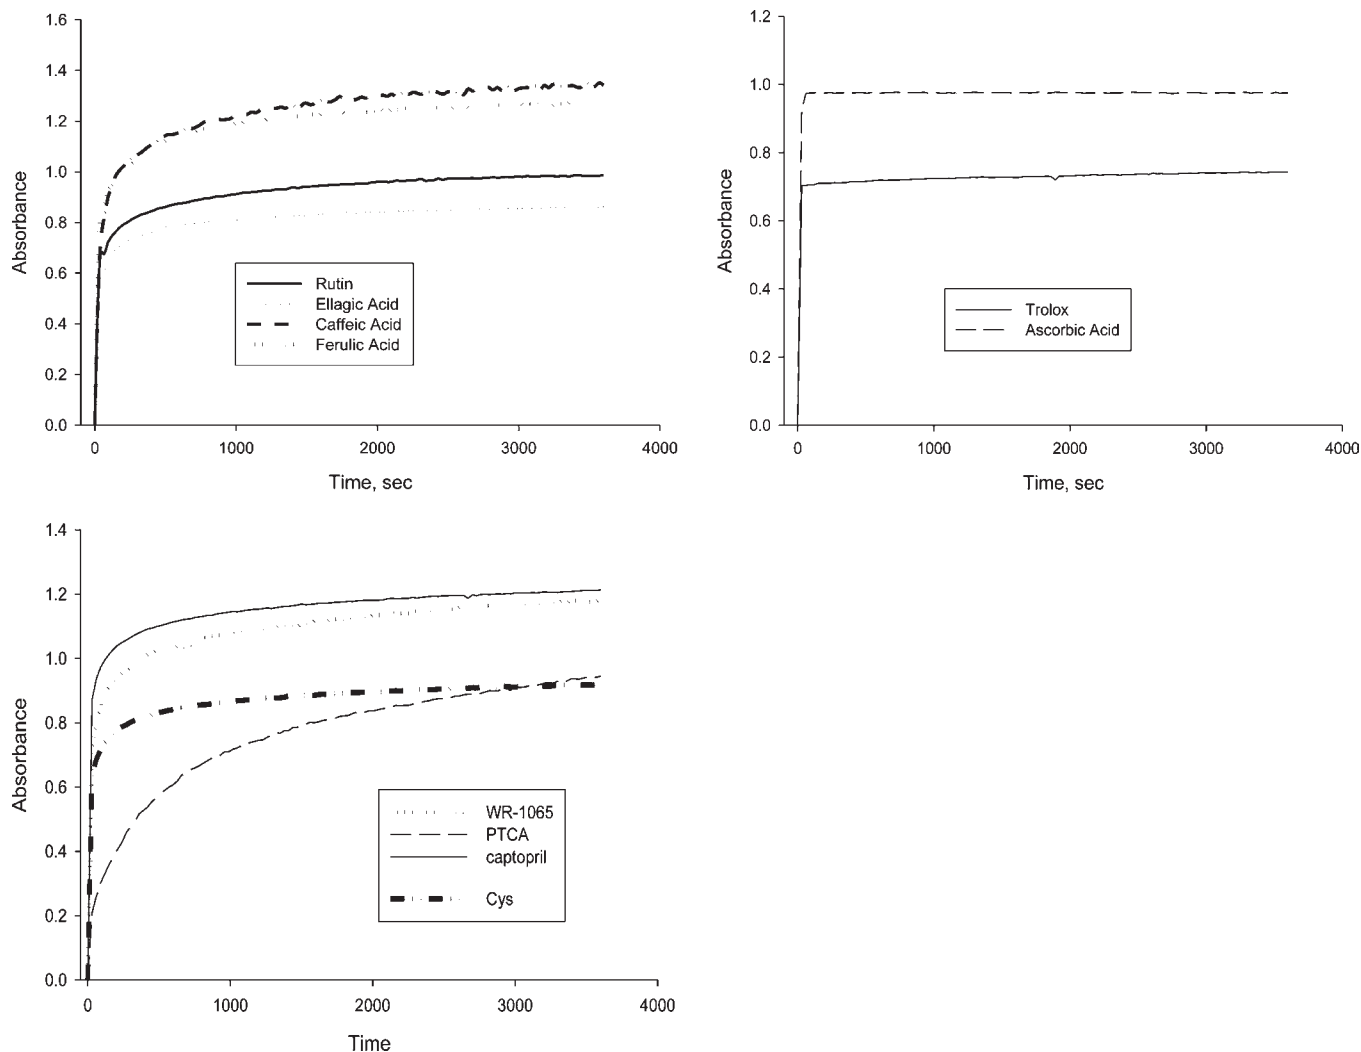 1.6
1.4
1.2
1.0
0.8
0.6
0.4
0.2
0.0
Absorbance
0 1000 2000 3000 4000
Time, sec
Rutin
Ellagic Acid
Caffeic Acid
Ferulic Acid
1.2
1.0
0.8
0.6
0.4
0.2
0.0
Absorbance
0 1000 2000 3000 4000
Time, sec
Trolox
Ascorbic Acid
1.4
1.2
1.0
0.8
0.6
0.4
0.2
0.0
Absorbance
0 1000 2000 3000 4000
Time
WR-1065
PTCA
captopril
Cys